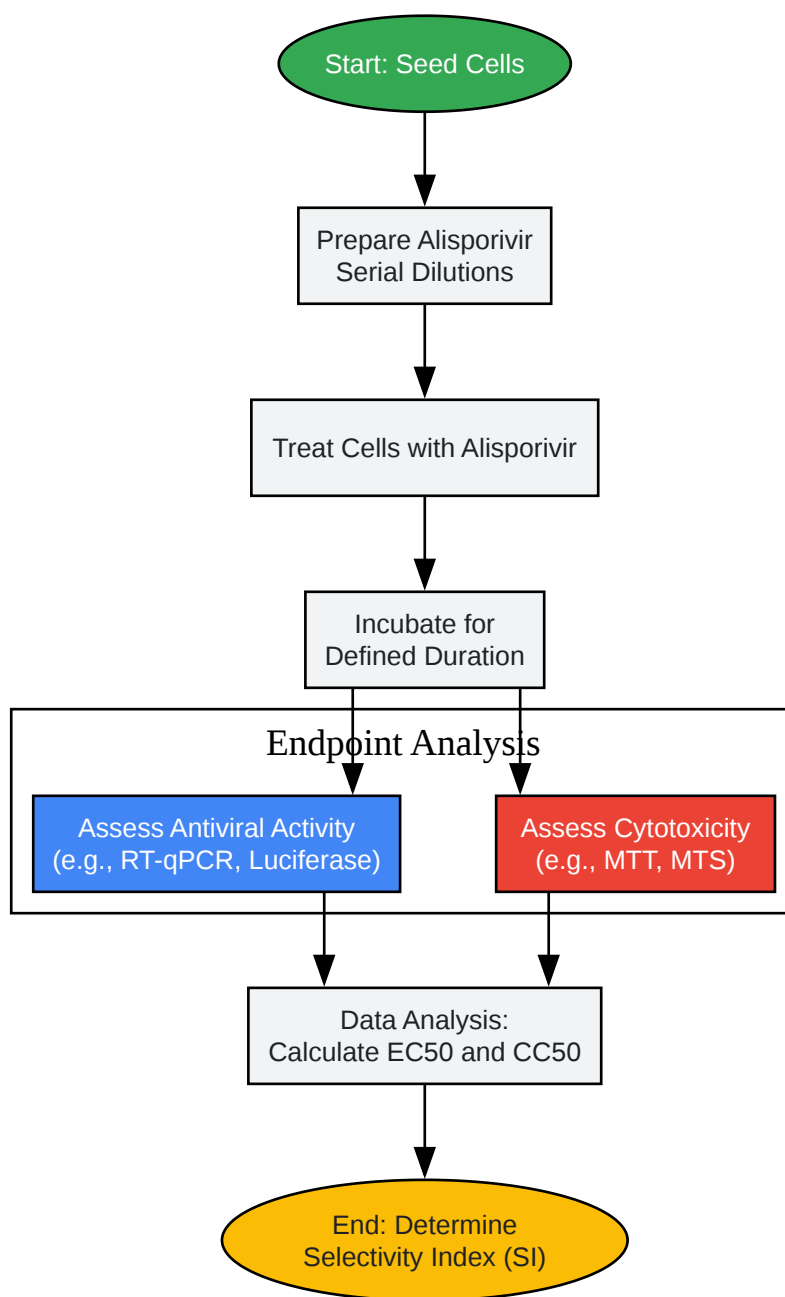 Start: Seed Cells
Prepare Alisporivir
Serial Dilutions
Treat Cells with Alisporivir
Incubate for
Defined Duration
Endpoint Analysis
Assess Antiviral Activity
(e.g., RT-qPCR, Luciferase)
Assess Cytotoxicity
(e.g., MTT, MTS)
Data Analysis:
Calculate EC50 and CC50
End: Determine
Selectivity Index (SI)